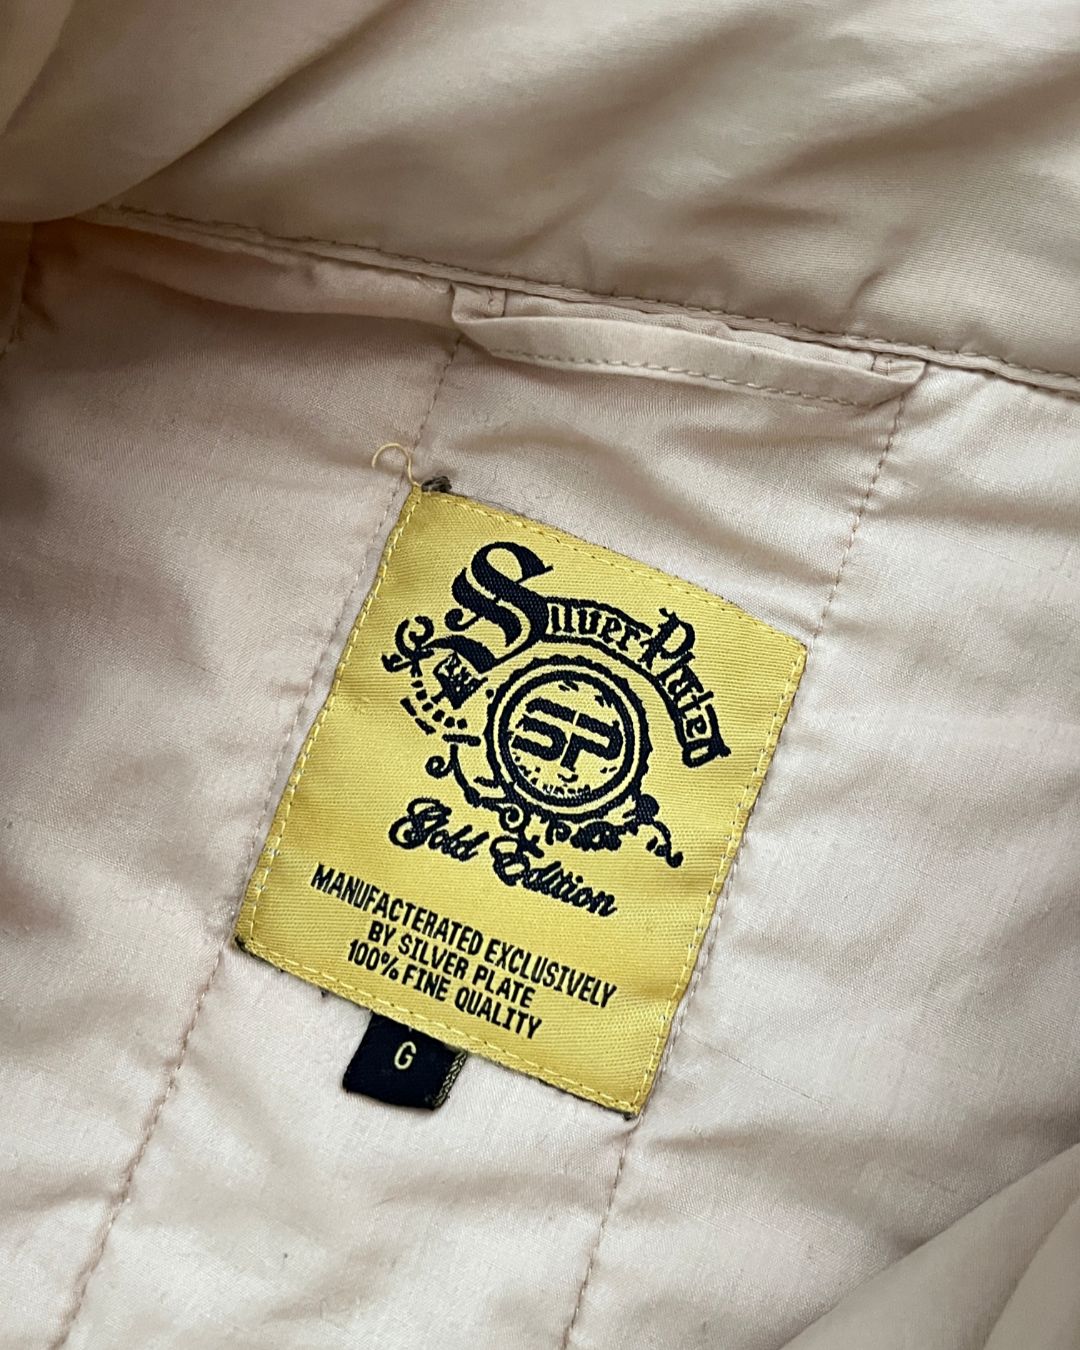 Silver Plated
SP
Gold Edition
MANUFACTERATED EXCLUSIVELY
BY SILVER PLATE
100% FINE QUALITY
G